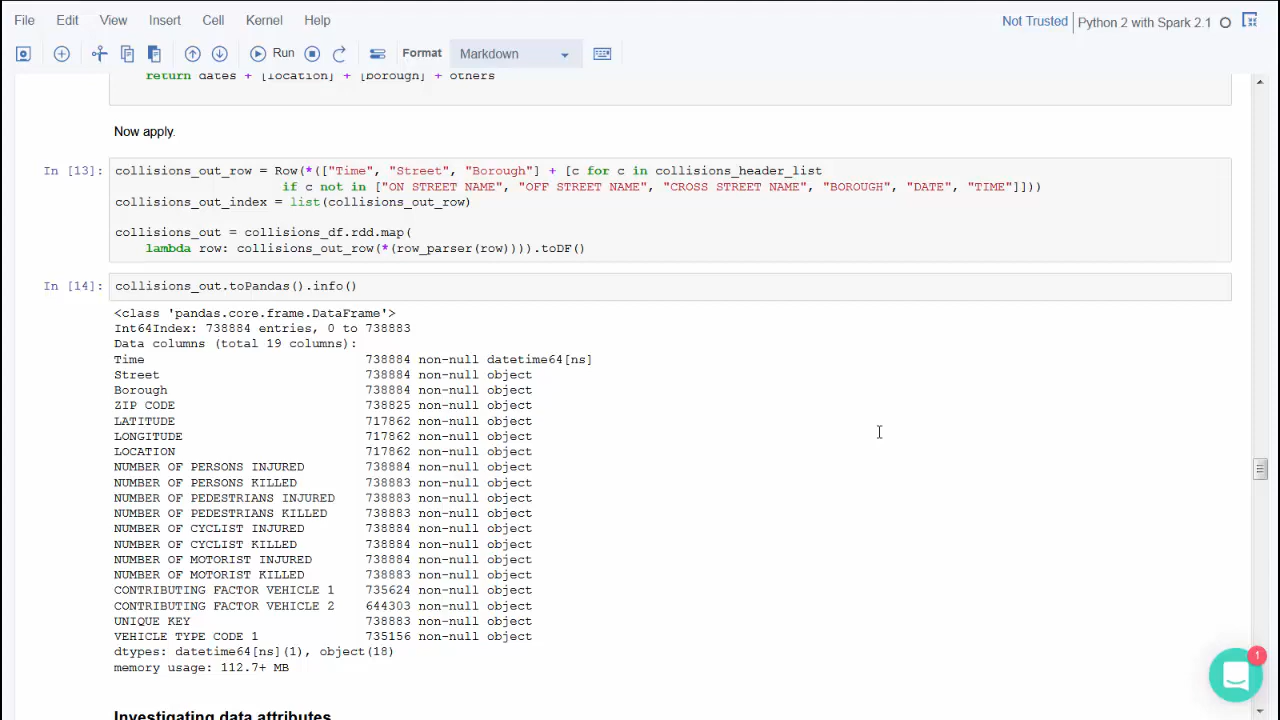 File Edit View Insert Cell Kernel Help Not Trusted Python 2 with Spark 2.1
Run Format Markdown
return dates + [location] + [borough] + others
Now apply.
In [13]: collisions_out_row = Row(*(["Time", "Street", "Borough"] + [c for c in collisions_header_list
if c not in ["ON STREET NAME", "OFF STREET NAME", "CROSS STREET NAME", "BOROUGH", "DATE", "TIME"]]))
collisions_out_index = list(collisions_out_row)
collisions_out = collisions_df.rdd.map(
lambda row: collisions_out_row(*(row_parser(row)))).toDF()
In [14]: collisions_out.toPandas().info()
<class 'pandas.core.frame.DataFrame'>
Int64Index: 738884 entries, 0 to 738883
Data columns (total 19 columns):
Time 738884 non-null datetime64[ns]
Street 738884 non-null object
Borough 738884 non-null object
ZIP CODE 738825 non-null object
LATITUDE 717862 non-null object
LONGITUDE 717862 non-null object
LOCATION 717862 non-null object
NUMBER OF PERSONS INJURED 738884 non-null object
NUMBER OF PERSONS KILLED 738883 non-null object
NUMBER OF PEDESTRIANS INJURED 738883 non-null object
NUMBER OF PEDESTRIANS KILLED 738883 non-null object
NUMBER OF CYCLIST INJURED 738884 non-null object
NUMBER OF CYCLIST KILLED 738884 non-null object
NUMBER OF MOTORIST INJURED 738884 non-null object
NUMBER OF MOTORIST KILLED 738883 non-null object
CONTRIBUTING FACTOR VEHICLE 1 735624 non-null object
CONTRIBUTING FACTOR VEHICLE 2 644303 non-null object
UNIQUE KEY 738883 non-null object
VEHICLE TYPE CODE 1 735156 non-null object
dtypes: datetime64[ns](1), object(18)
memory usage: 112.7+ MB
1
Investigating data attributes